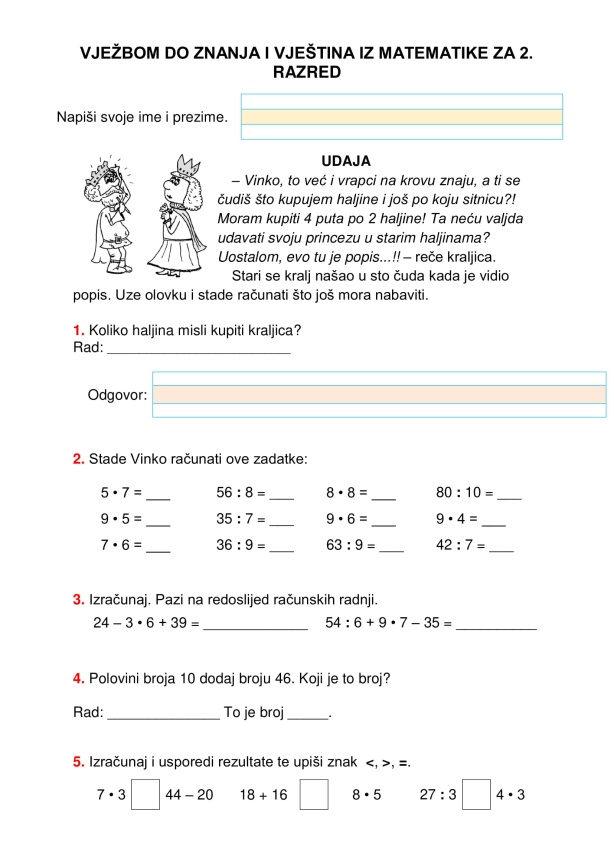 VJEŽBOM DO ZNANJA I VJEŠTINA IZ MATEMATIKE ZA 2.
RAZRED
Napiši svoje ime i prezime.
UDAJA
– Vinko, to već i vrapci na krovu znaju, a ti se
čudiš što kupujem haljine i još po koju sitnicu?!
Moram kupiti 4 puta po 2 haljine! Ta neću valjda
udavati svoju princezu u starim haljinama?
Uostalom, evo tu je popis...!! – reče kraljica.
Stari se kralj našao u sto čuda kada je vidio
popis. Uze olovku i stade računati što još mora nabaviti.
1. Koliko haljina misli kupiti kraljica?
Rad: _______________________
Odgovor:
2. Stade Vinko računati ove zadatke:
5 • 7 = ___ 56 : 8 = ___ 8 • 8 = ___ 80 : 10 = ___
9 • 5 = ___ 35 : 7 = ___ 9 • 6 = ___ 9 • 4 = ___
7 • 6 = ___ 36 : 9 = ___ 63 : 9 = ___ 42 : 7 = ___
3. Izračunaj. Pazi na redoslijed računskih radnji.
24 – 3 • 6 + 39 = _____________ 54 : 6 + 9 • 7 – 35 = __________
4. Polovini broja 10 dodaj broju 46. Koji je to broj?
Rad: ______________ To je broj _____.
5. Izračunaj i usporedi rezultate te upiši znak <, >, =.
7 • 3 44 – 20 18 + 16 8 • 5 27 : 3 4 • 3